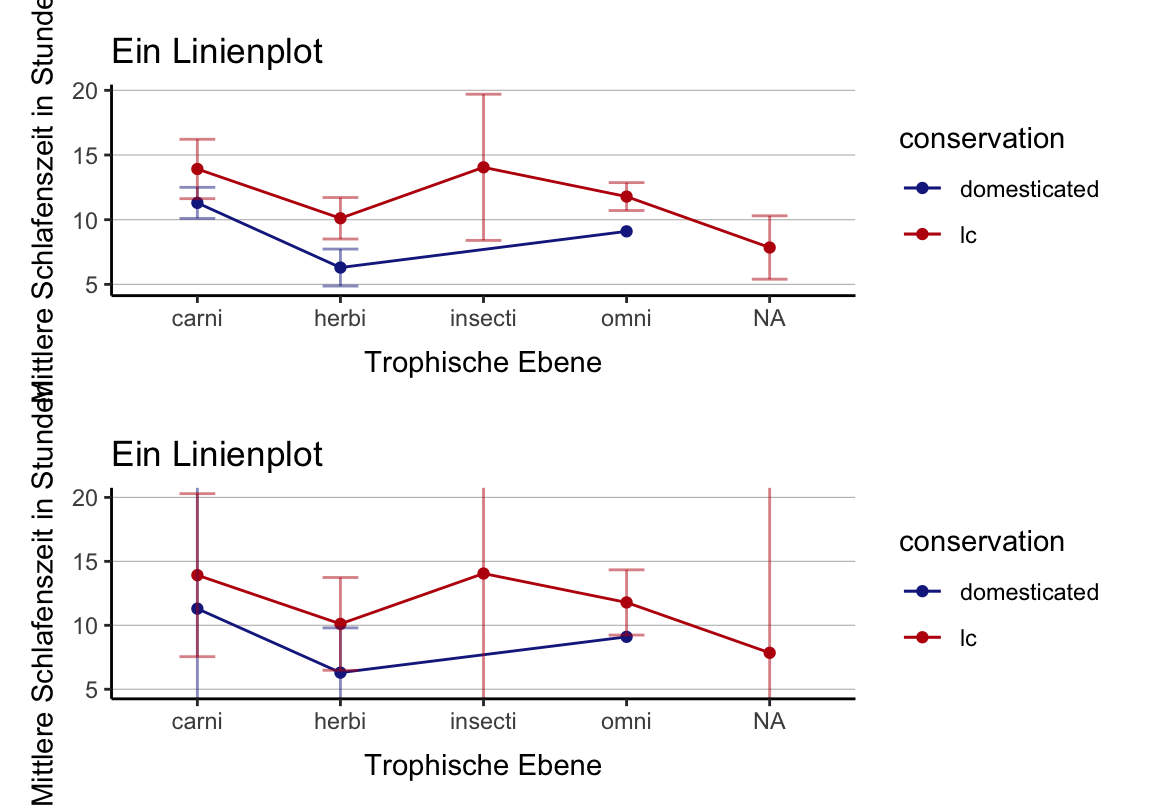 Ein Linienplot
Mittlere Schlafenszeit in Stunde
20
15
10
5
carni herbi insecti omni NA
Trophische Ebene
conservation
domesticated
lc
Ein Linienplot
Mittlere Schlafenszeit in Stunden
20
15
10
5
carni herbi insecti omni NA
Trophische Ebene
conservation
domesticated
lc